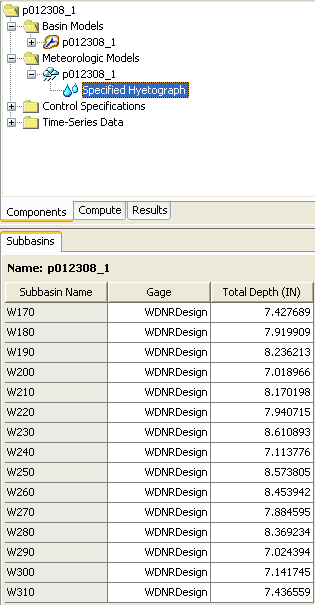 p012308_1
Basin Models
p012308_1
Meteorologic Models
p012308_1
Specified Hyetograph
Control Specifications
Time-Series Data
Components Compute Results
Subbasins
Name: p012308_1
Subbasin Name Gage Total Depth (IN)
W170 WDNRDesign 7.427689
W180 WDNRDesign 7.919909
W190 WDNRDesign 8.236213
W200 WDNRDesign 7.018966
W210 WDNRDesign 8.170198
W220 WDNRDesign 7.940715
W230 WDNRDesign 8.610893
W240 WDNRDesign 7.113776
W250 WDNRDesign 8.573805
W260 WDNRDesign 8.453942
W270 WDNRDesign 7.884595
W280 WDNRDesign 8.369234
W290 WDNRDesign 7.024394
W300 WDNRDesign 7.141745
W310 WDNRDesign 7.436559